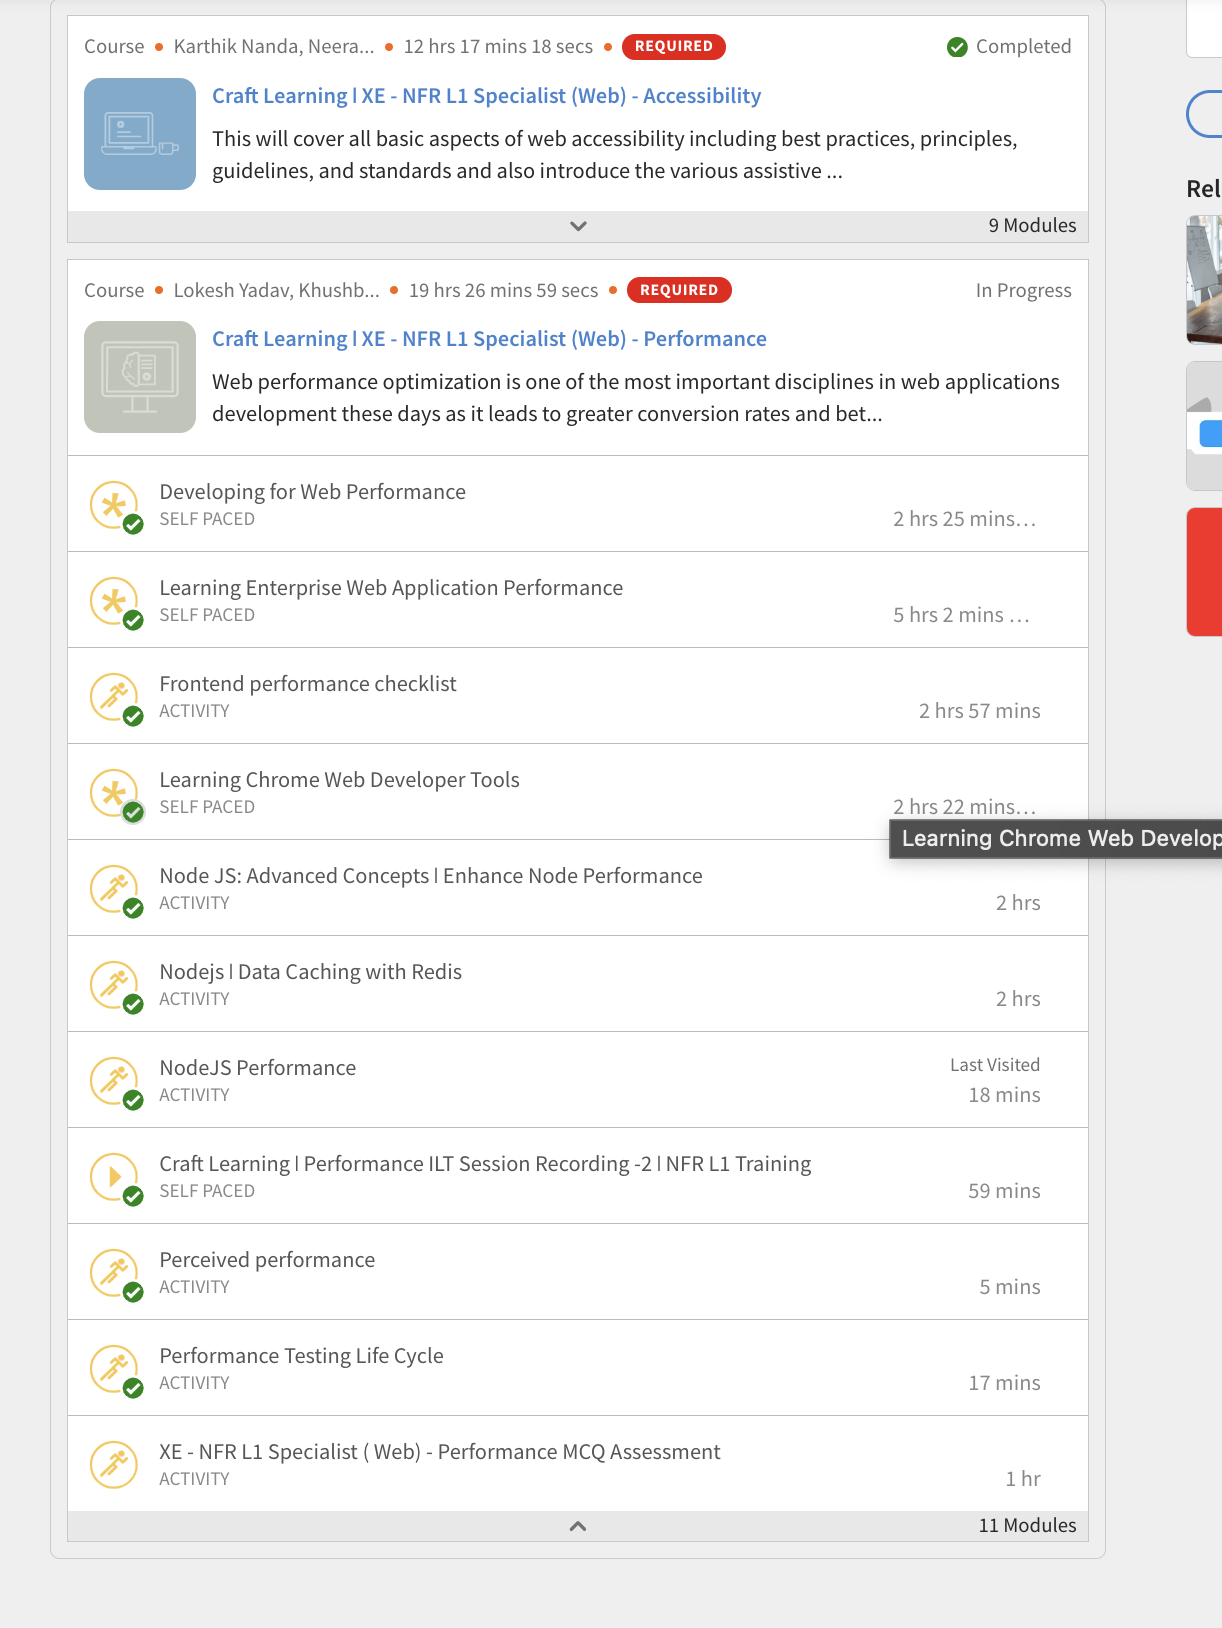 Course • Karthik Nanda, Neera... • 12 hrs 17 mins 18 secs • REQUIRED Completed
Craft Learning | XE - NFR L1 Specialist (Web) - Accessibility
This will cover all basic aspects of web accessibility including best practices, principles,
guidelines, and standards and also introduce the various assistive ...
9 Modules
Course • Lokesh Yadav, Khushb... • 19 hrs 26 mins 59 secs • REQUIRED In Progress
Craft Learning | XE - NFR L1 Specialist (Web) - Performance
Web performance optimization is one of the most important disciplines in web applications
development these days as it leads to greater conversion rates and bet...
Developing for Web Performance
SELF PACED 2 hrs 25 mins...
Learning Enterprise Web Application Performance
SELF PACED 5 hrs 2 mins ...
Frontend performance checklist
ACTIVITY 2 hrs 57 mins
Learning Chrome Web Developer Tools
SELF PACED 2 hrs 22 mins...
Learning Chrome Web Develop
Node JS: Advanced Concepts | Enhance Node Performance
ACTIVITY 2 hrs
Nodejs | Data Caching with Redis
ACTIVITY 2 hrs
NodeJS Performance Last Visited
ACTIVITY 18 mins
Craft Learning | Performance ILT Session Recording -2 | NFR L1 Training
SELF PACED 59 mins
Perceived performance
ACTIVITY 5 mins
Performance Testing Life Cycle
ACTIVITY 17 mins
XE - NFR L1 Specialist ( Web) - Performance MCQ Assessment
ACTIVITY 1 hr
11 Modules
Rel